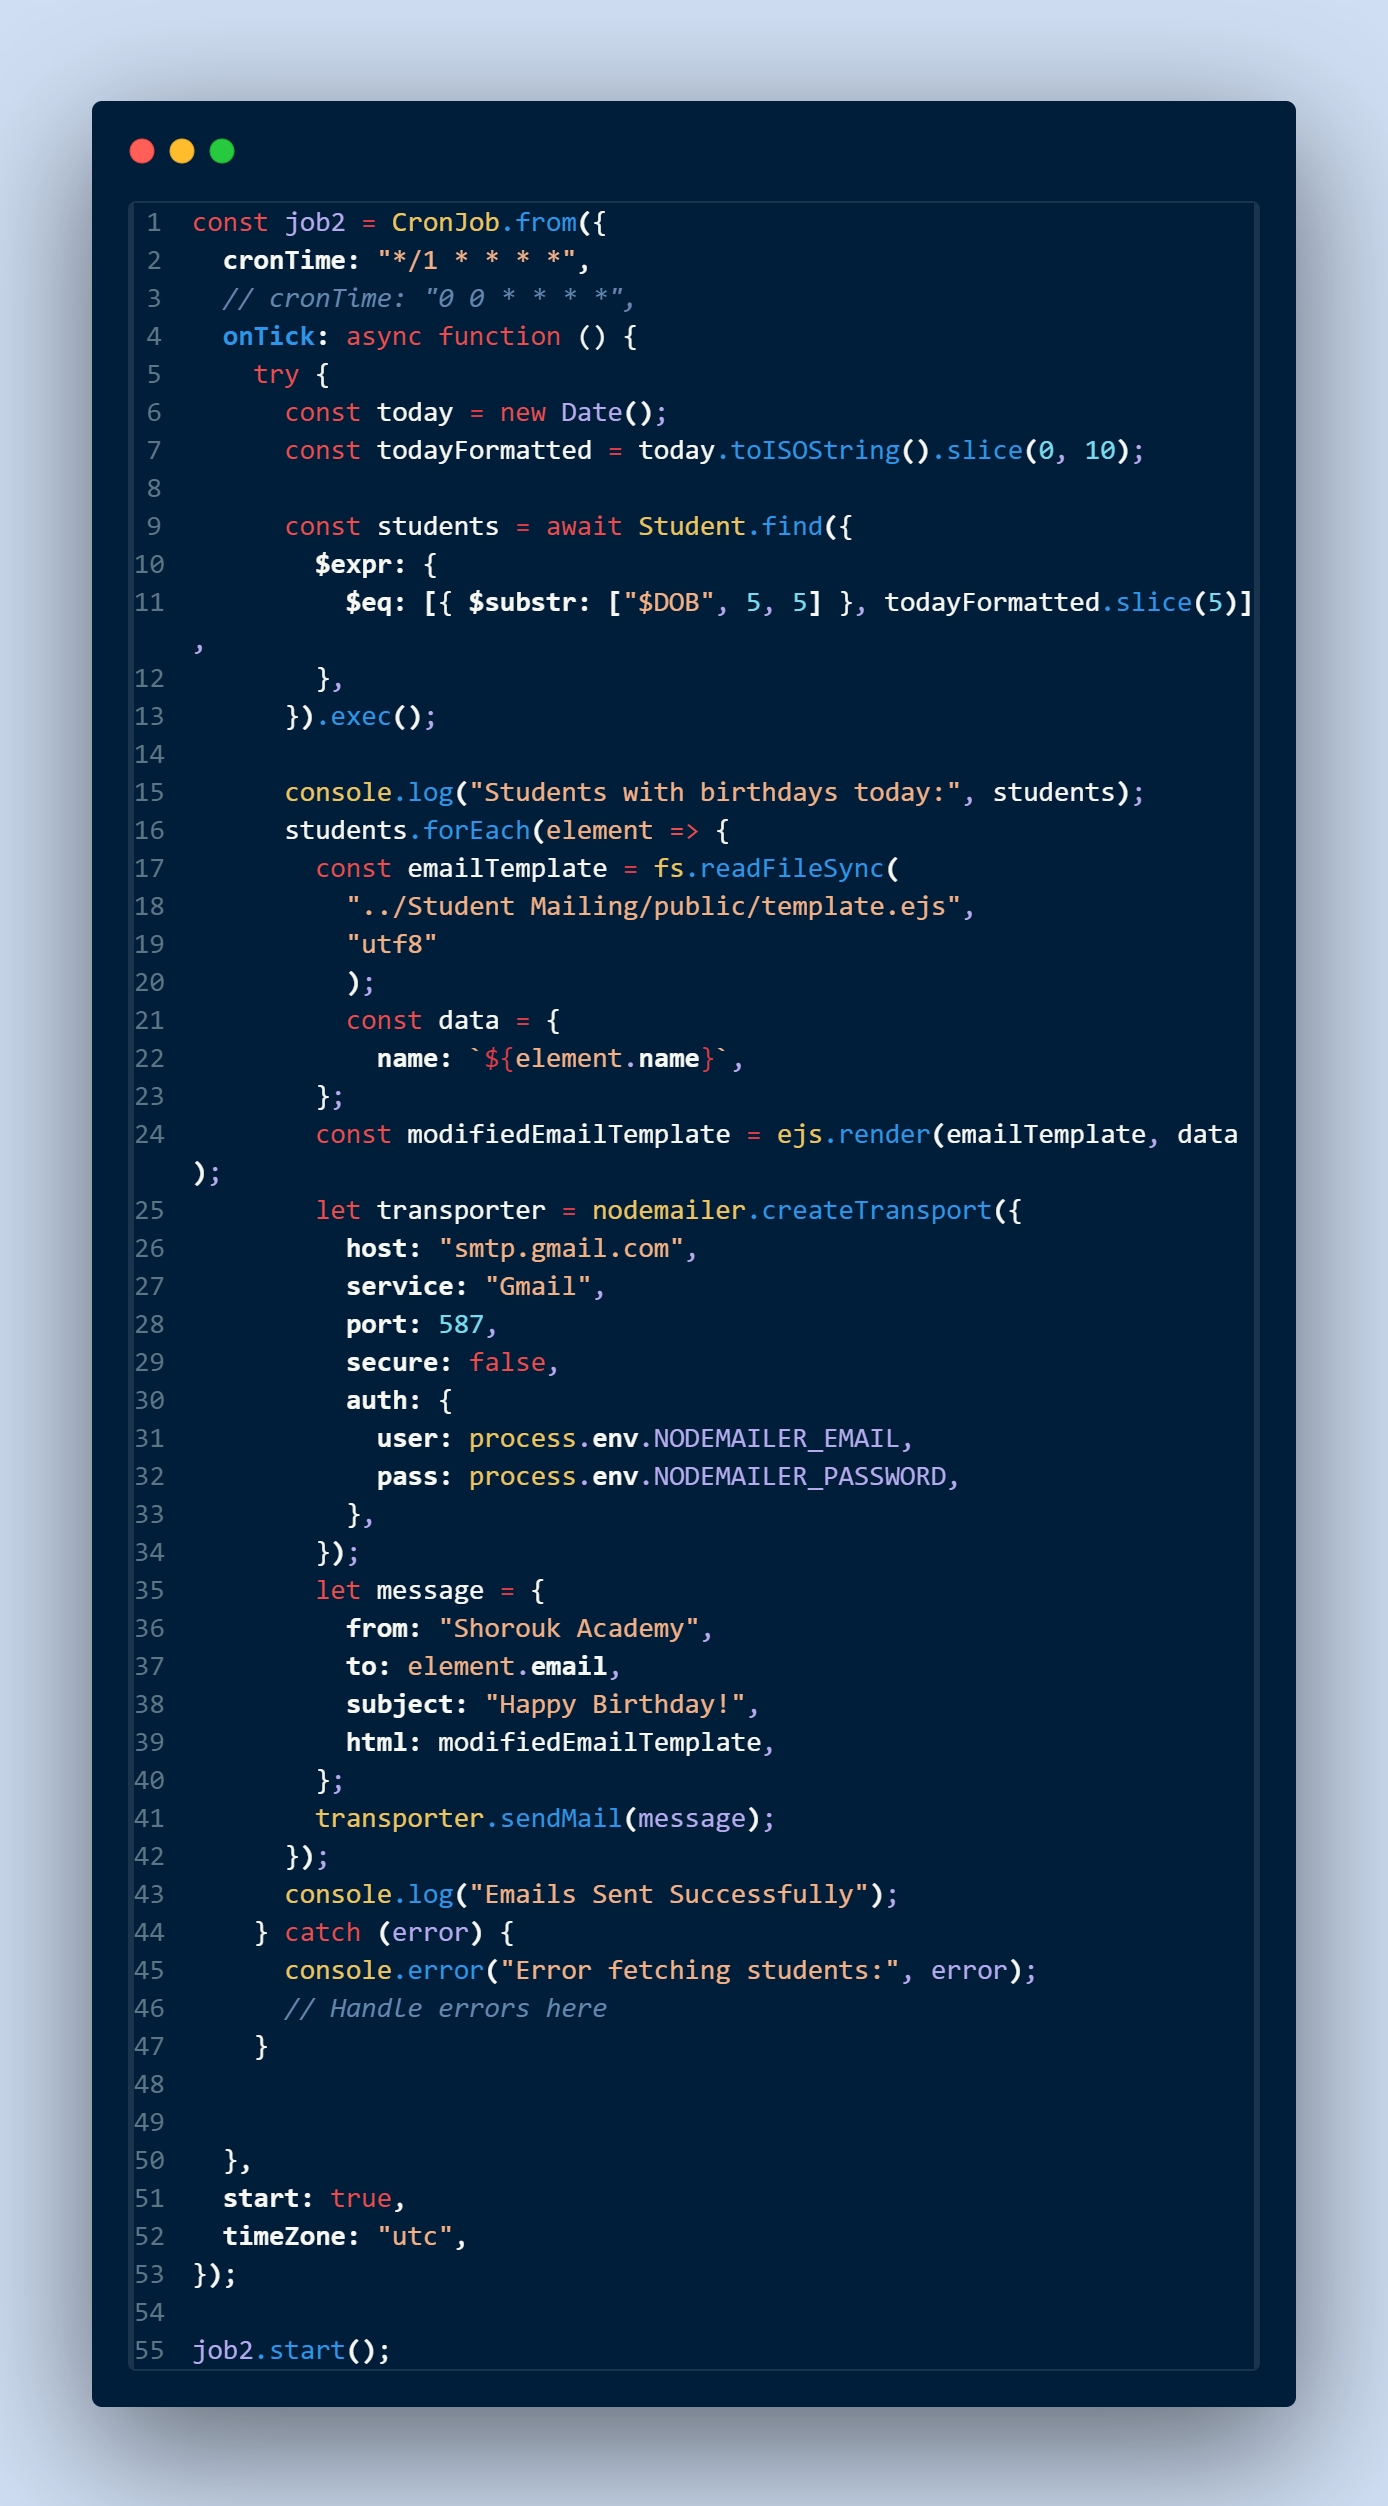 1 const job2 = CronJob.from({
2   cronTime: "*/1 * * * *",
3   // cronTime: "0 0 * * * *",
4   onTick: async function () {
5     try {
6       const today = new Date();
7       const todayFormatted = today.toISOString().slice(0, 10);
8
9       const students = await Student.find({
10         $expr: {
11           $eq: [{ $substr: ["$DOB", 5, 5] }, todayFormatted.slice(5)]
,
12         },
13       }).exec();
14
15       console.log("Students with birthdays today:", students);
16       students.forEach(element => {
17         const emailTemplate = fs.readFileSync(
18           "../Student Mailing/public/template.ejs",
19           "utf8"
20           );
21           const data = {
22             name: `${element.name}`,
23         };
24         const modifiedEmailTemplate = ejs.render(emailTemplate, data
);
25         let transporter = nodemailer.createTransport({
26           host: "smtp.gmail.com",
27           service: "Gmail",
28           port: 587,
29           secure: false,
30           auth: {
31             user: process.env.NODEMAILER_EMAIL,
32             pass: process.env.NODEMAILER_PASSWORD,
33           },
34         });
35         let message = {
36           from: "Shorouk Academy",
37           to: element.email,
38           subject: "Happy Birthday!",
39           html: modifiedEmailTemplate,
40         };
41         transporter.sendMail(message);
42       });
43       console.log("Emails Sent Successfully");
44     } catch (error) {
45       console.error("Error fetching students:", error);
46       // Handle errors here
47     }
48
49
50   },
51   start: true,
52   timeZone: "utc",
53 });
54
55 job2.start();